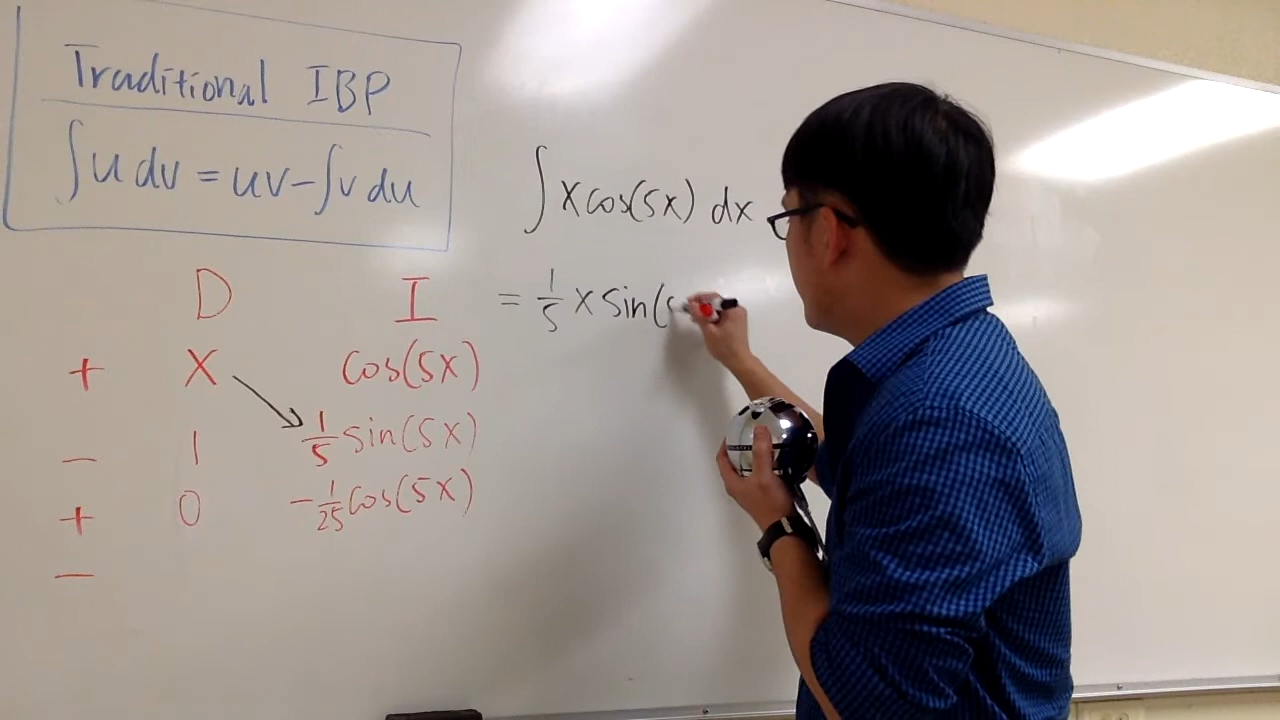 Traditional IBP
∫u dv = uv - ∫v du
∫x cos(5x) dx
= 1/5 x sin(
D I
+ x cos(5x)
- 1 1/5 sin(5x)
+ 0 -1/25 cos(5x)
-